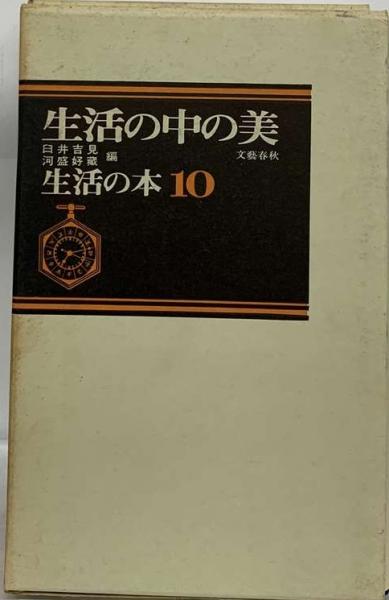 生活の中の美
臼井吉見
河盛好藏 編
文藝春秋
生活の本 10